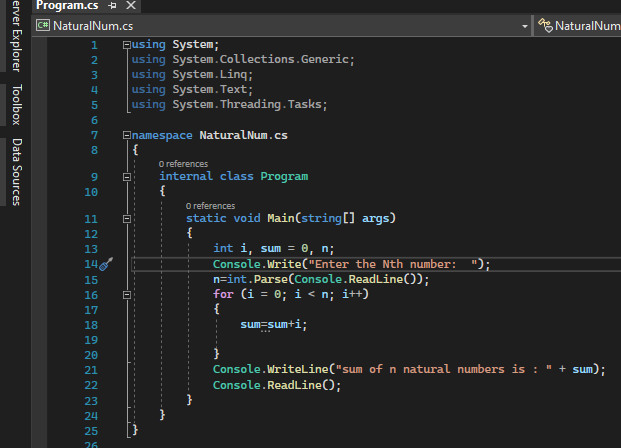 Program.cs
NaturalNum.cs
NaturalNum
erver Explorer
Toolbox
Data Sources
1 using System;
2 using System.Collections.Generic;
3 using System.Linq;
4 using System.Text;
5 using System.Threading.Tasks;
6
7 namespace NaturalNum.cs
8 {
0 references
9 internal class Program
10 {
0 references
11 static void Main(string[] args)
12 {
13 int i, sum = 0, n;
14 Console.Write("Enter the Nth number:  ");
15 n=int.Parse(Console.ReadLine());
16 for (i = 0; i < n; i++)
17 {
18 sum=sum+i;
19
20 }
21 Console.WriteLine("sum of n natural numbers is : " + sum);
22 Console.ReadLine();
23 }
24 }
25 }
26